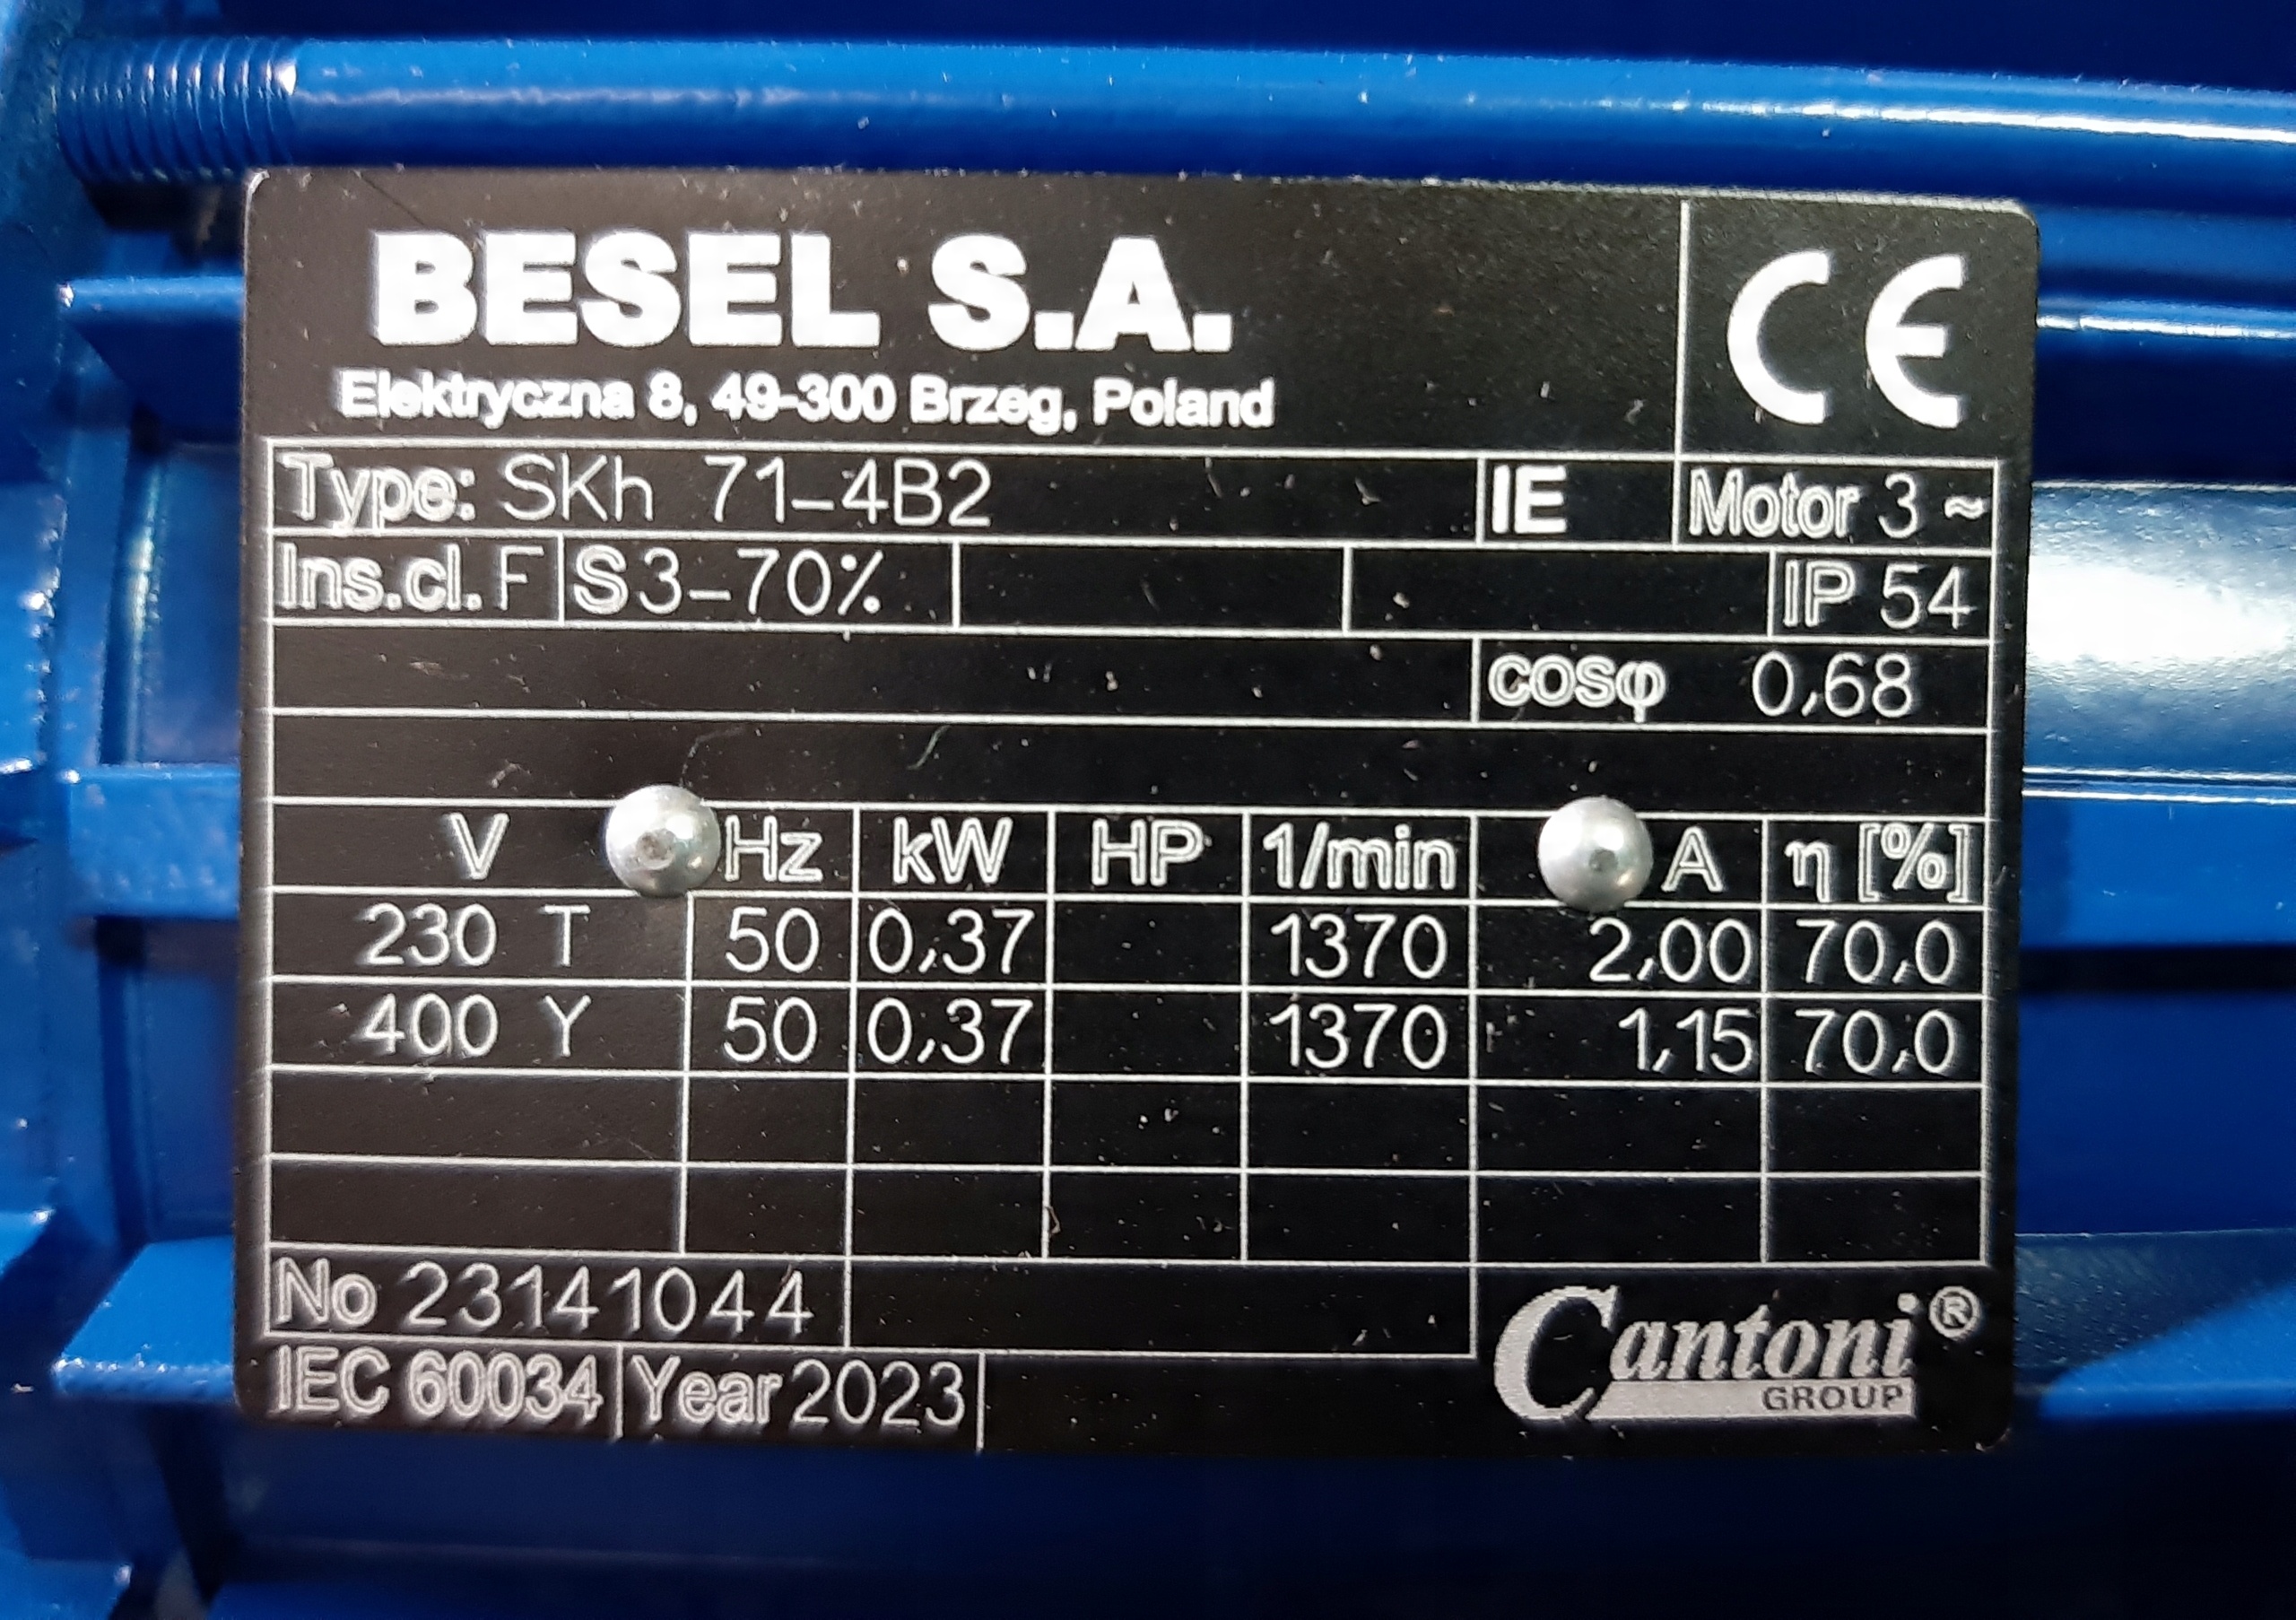 BESEL S.A.
CE
Elektryczna 8, 49-300 Brzeg, Poland
Type: SKh 71-4B2 IE Motor 3 ~
Ins.cl. F S 3-70% IP 54
cosφ 0,68
V Hz kW HP 1/min A η [%]
230 T 50 0,37 1370 2,00 70,0
400 Y 50 0,37 1370 1,15 70,0
No 23141044
IEC 60034 Year 2023
Cantoni®
GROUP